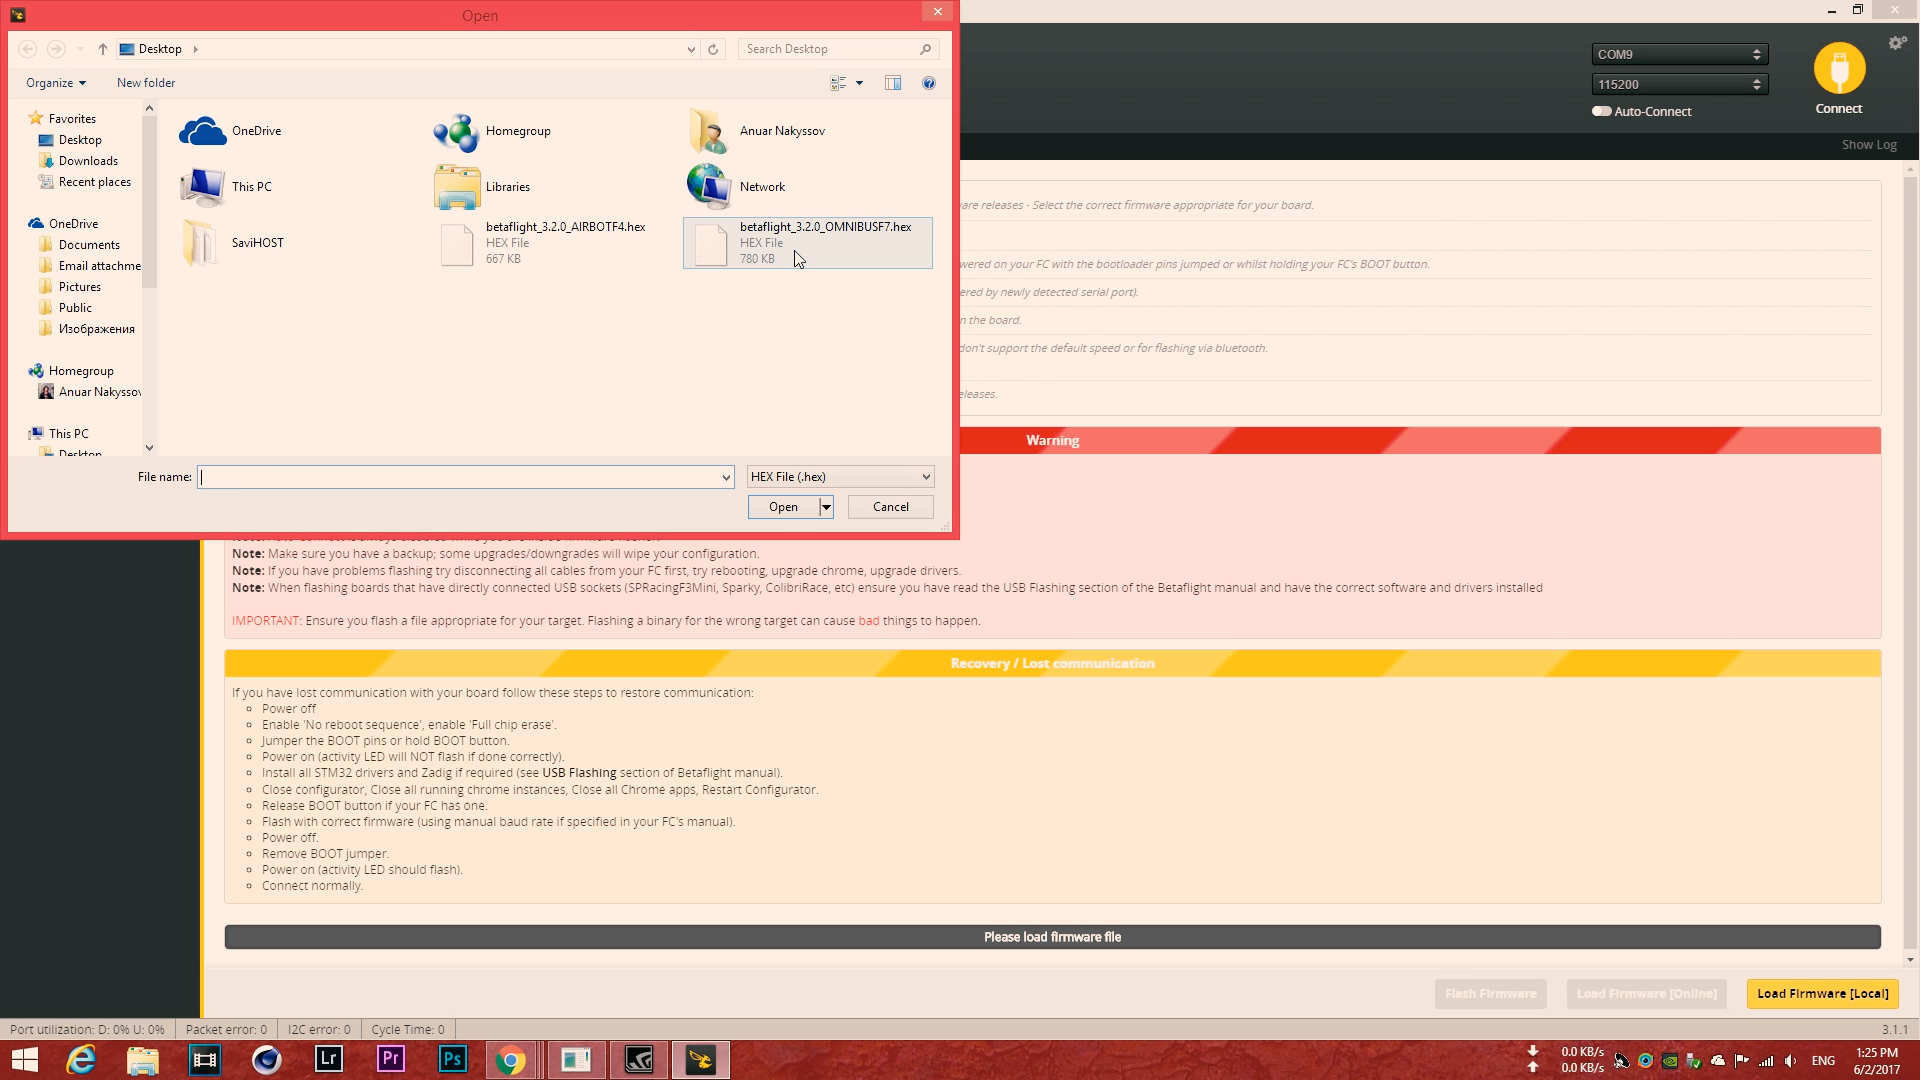 Open
Desktop
Search Desktop
Organize
New folder
Favorites
Desktop
Downloads
Recent places
OneDrive
Documents
Email attachme
Pictures
Public
Изображения
Homegroup
Anuar Nakyssov
This PC
Desktop
OneDrive
Homegroup
Anuar Nakyssov
This PC
Libraries
Network
SaviHOST
betaflight_3.2.0_AIRBOTF4.hex
HEX File
667 KB
betaflight_3.2.0_OMNIBUSF7.hex
HEX File
780 KB
File name:
HEX File (.hex)
Open
Cancel
COM9
115200
Auto-Connect
Connect
Show Log
ware releases - Select the correct firmware appropriate for your board.
wered on your FC with the bootloader pins jumped or whilst holding your FC's BOOT button.
ered by newly detected serial port).
n the board.
don't support the default speed or for flashing via bluetooth.
eleases.
Warning
Note: Make sure you have a backup; some upgrades/downgrades will wipe your configuration.
Note: If you have problems flashing try disconnecting all cables from your FC first, try rebooting, upgrade chrome, upgrade drivers.
Note: When flashing boards that have directly connected USB sockets (SPRacingF3Mini, Sparky, ColibriRace, etc) ensure you have read the USB Flashing section of the Betaflight manual and have the correct software and drivers installed
IMPORTANT: Ensure you flash a file appropriate for your target. Flashing a binary for the wrong target can cause bad things to happen.
Recovery / Lost communication
If you have lost communication with your board follow these steps to restore communication:
Power off
Enable 'No reboot sequence', enable 'Full chip erase'.
Jumper the BOOT pins or hold BOOT button.
Power on (activity LED will NOT flash if done correctly).
Install all STM32 drivers and Zadig if required (see USB Flashing section of Betaflight manual).
Close configurator, Close all running chrome instances, Close all Chrome apps, Restart Configurator.
Release BOOT button if your FC has one.
Flash with correct firmware (using manual baud rate if specified in your FC's manual).
Power off.
Remove BOOT jumper.
Power on (activity LED should flash).
Connect normally.
Please load firmware file
Flash Firmware
Load Firmware [Online]
Load Firmware [Local]
Port utilization: D: 0% U: 0%
Packet error: 0
I2C error: 0
Cycle Time: 0
3.1.1
Lr
Pr
Ps
0.0 KB/s
0.0 KB/s
ENG
1:25 PM
6/2/2017